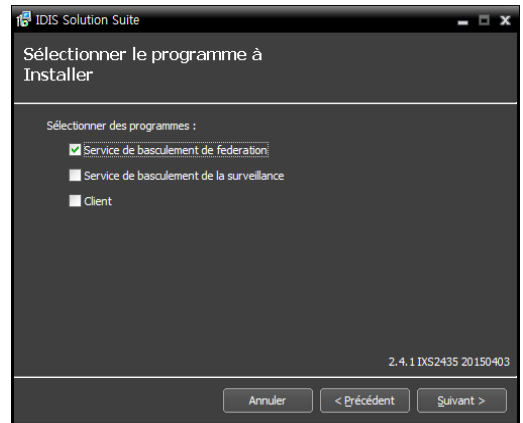 IDIS Solution Suite
Sélectionner le programme à
Installer
Sélectionner des programmes :
Service de basculement de federation
Service de basculement de la surveillance
Client
2.4.1 IXS2435 20150403
Annuler
< Précédent
Suivant >